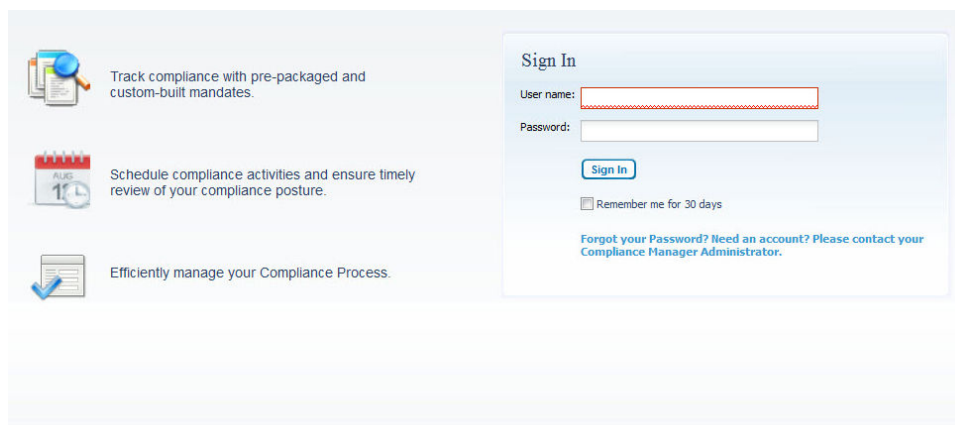 Track compliance with pre-packaged and
custom-built mandates.
AUG
Schedule compliance activities and ensure timely
review of your compliance posture.
Efficiently manage your Compliance Process.
Sign In
User name:
Password:
Sign In
Remember me for 30 days
Forgot your Password? Need an account? Please contact your
Compliance Manager Administrator.